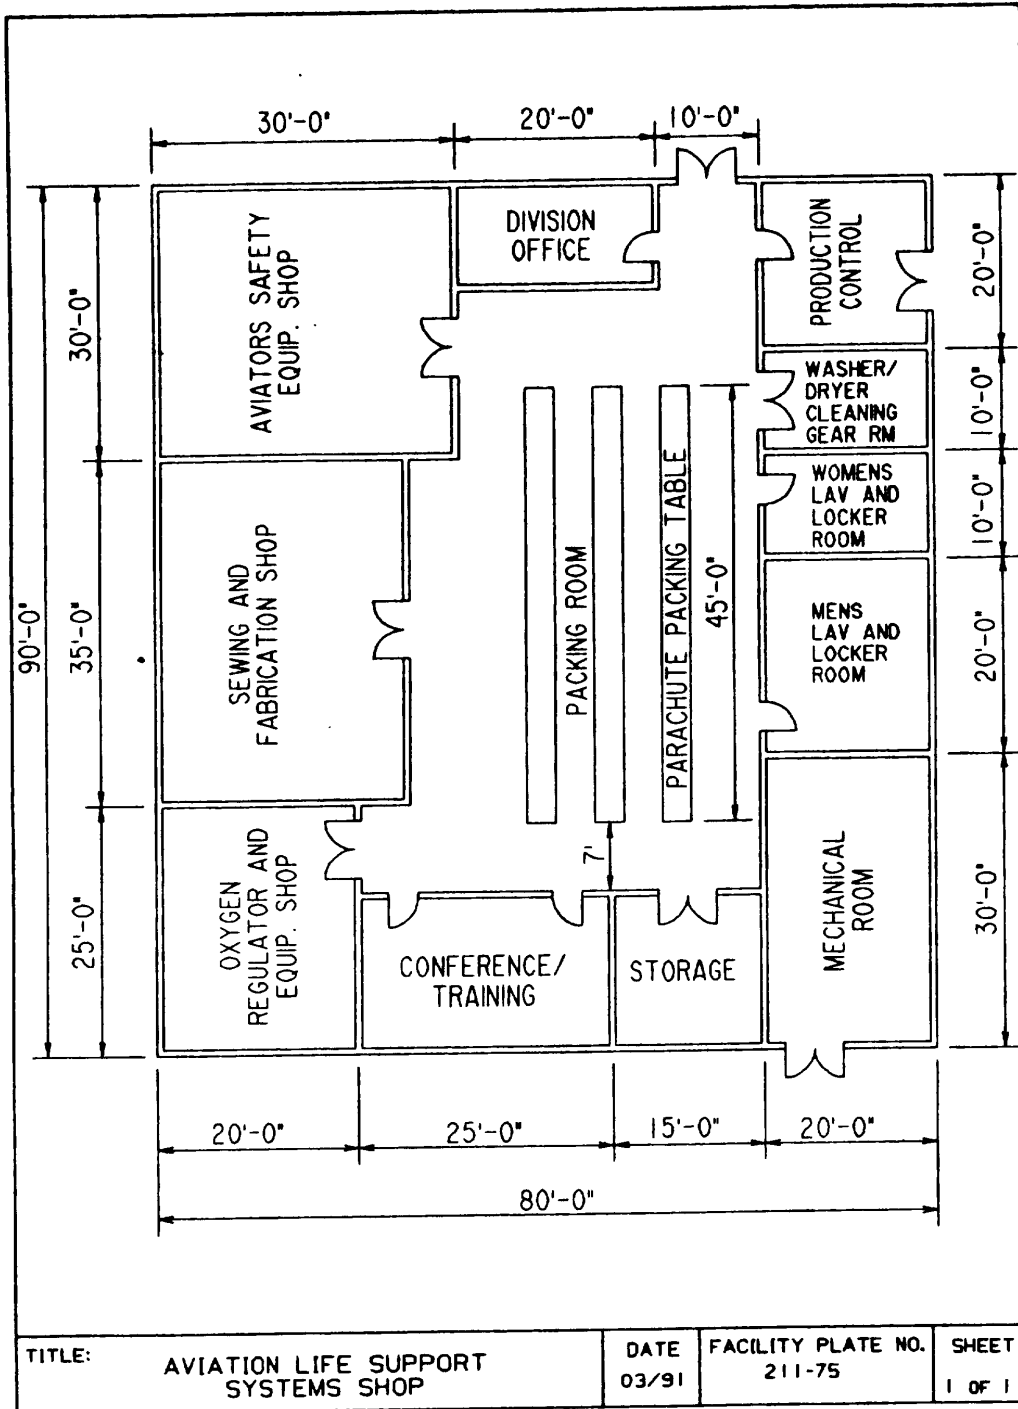 30'-0"
20'-0"
10'-0"
AVIATORS SAFETY
EQUIP. SHOP
DIVISION
OFFICE
PRODUCTION
CONTROL
20'-0"
30'-0"
WASHER/
DRYER
CLEANING
GEAR RM
10'-0"
WOMENS
LAV AND
LOCKER
ROOM
10'-0"
90'-0"
35'-0"
SEWING AND
FABRICATION SHOP
PACKING ROOM
PARACHUTE PACKING TABLE
45'-0"
MENS
LAV AND
LOCKER
ROOM
20'-0"
7'
25'-0"
OXYGEN
REGULATOR AND
EQUIP. SHOP
CONFERENCE/
TRAINING
STORAGE
MECHANICAL
ROOM
30'-0"
20'-0"
25'-0"
15'-0"
20'-0"
80'-0"
TITLE:
AVIATION LIFE SUPPORT
SYSTEMS SHOP
DATE
03/91
FACILITY PLATE NO.
211-75
SHEET
1 OF 1